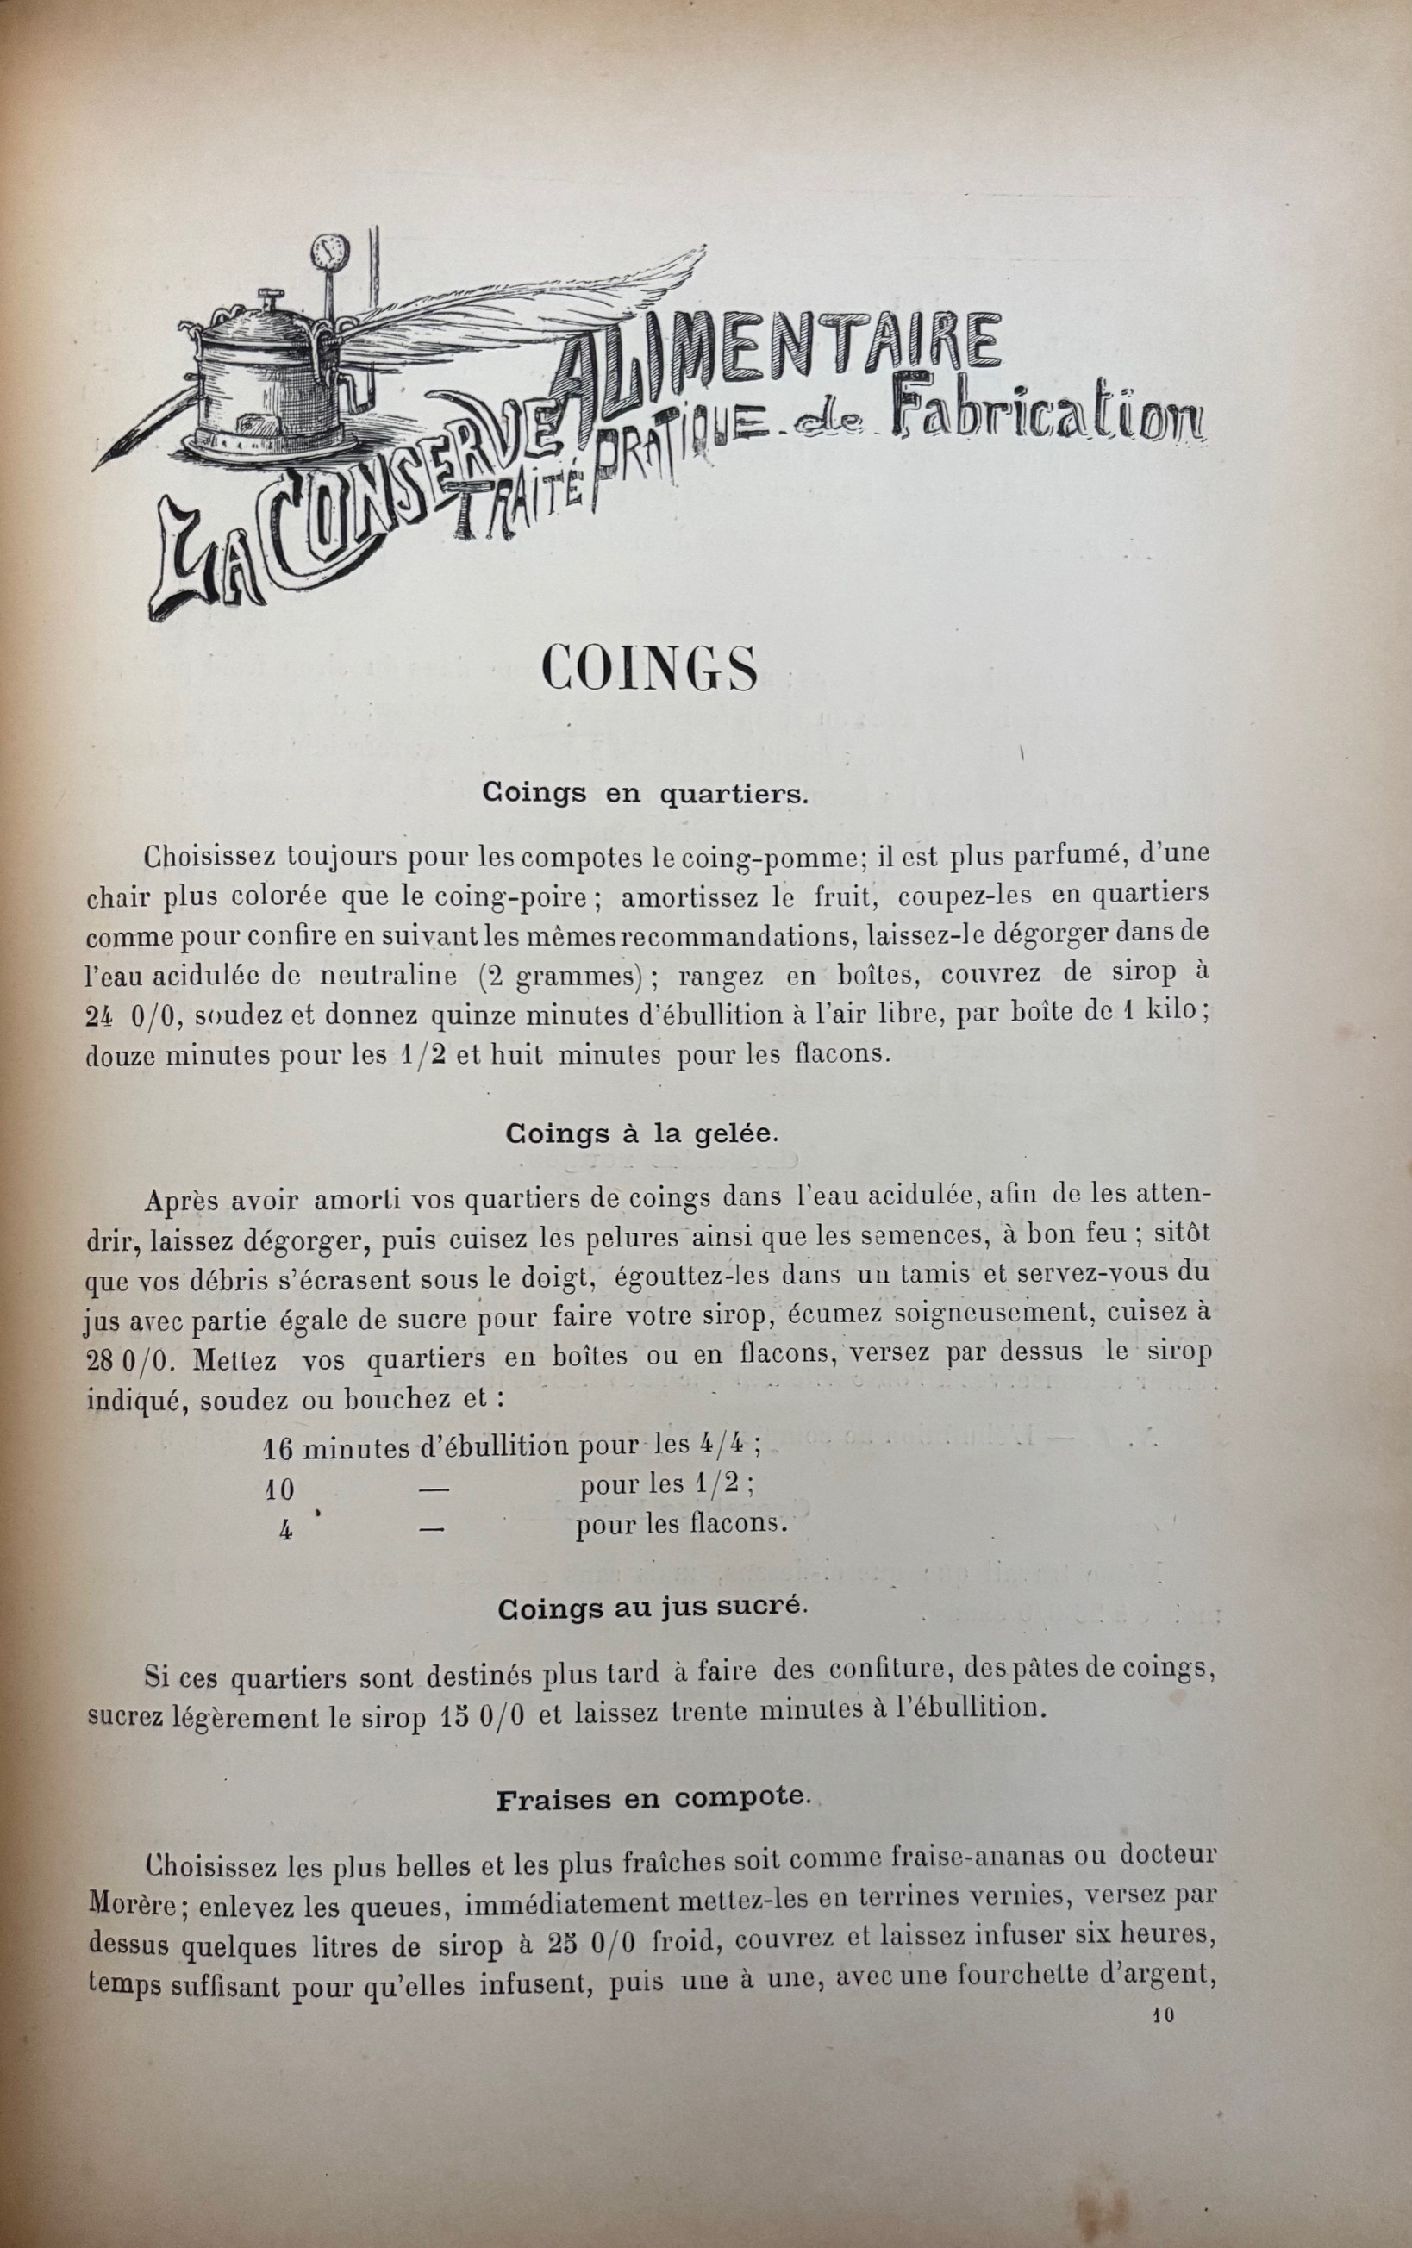 LA CONSERVE ALIMENTAIRE
TRAITÉ PRATIQUE de Fabrication
COINGS
Coings en quartiers.
Choisissez toujours pour les compotes le coing-pomme; il est plus parfumé, d'une
chair plus colorée que le coing-poire; amortissez le fruit, coupez-les en quartiers
comme pour confire en suivant les mêmes recommandations, laissez-le dégorger dans de
l'eau acidulée de neutraline (2 grammes); rangez en boîtes, couvrez de sirop à
24 0/0, soudez et donnez quinze minutes d'ébullition à l'air libre, par boîte de 1 kilo;
douze minutes pour les 1/2 et huit minutes pour les flacons.
Coings à la gelée.
Après avoir amorti vos quartiers de coings dans l'eau acidulée, afin de les atten-
drir, laissez dégorger, puis cuisez les pelures ainsi que les semences, à bon feu; sitôt
que vos débris s'écrasent sous le doigt, égouttez-les dans un tamis et servez-vous du
jus avec partie égale de sucre pour faire votre sirop, écumez soigneusement, cuisez à
28 0/0. Mettez vos quartiers en boîtes ou en flacons, versez par dessus le sirop
indiqué, soudez ou bouchez et :
16 minutes d'ébullition pour les 4/4;
10 — pour les 1/2;
4 — pour les flacons.
Coings au jus sucré.
Si ces quartiers sont destinés plus tard à faire des confiture, des pâtes de coings,
sucrez légèrement le sirop 15 0/0 et laissez trente minutes à l'ébullition.
Fraises en compote.
Choisissez les plus belles et les plus fraîches soit comme fraise-ananas ou docteur
Morère; enlevez les queues, immédiatement mettez-les en terrines vernies, versez par
dessus quelques litres de sirop à 25 0/0 froid, couvrez et laissez infuser six heures,
temps suffisant pour qu'elles infusent, puis une à une, avec une fourchette d'argent,
10